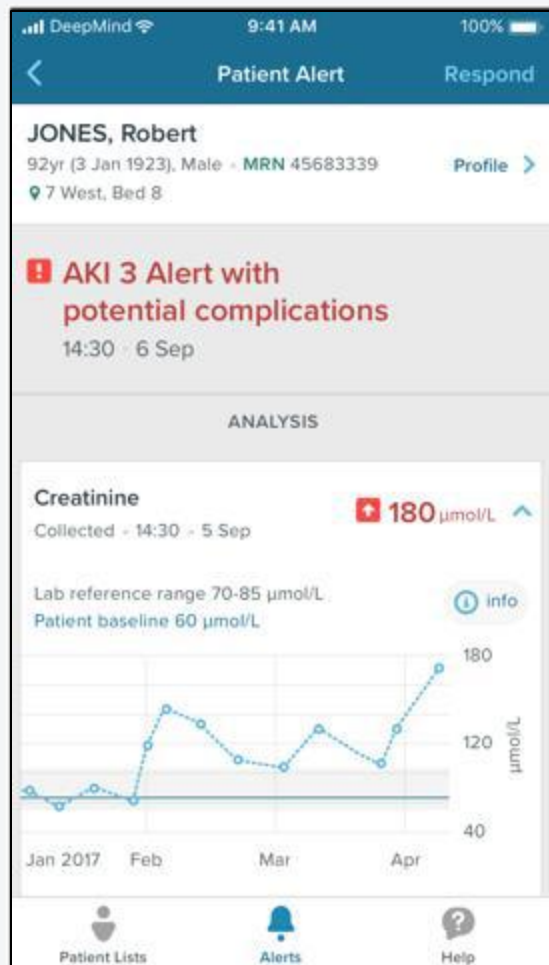 DeepMind 9:41 AM 100%
Patient Alert Respond
JONES, Robert
92yr (3 Jan 1923), Male - MRN 45683339 Profile
7 West, Bed 8
AKI 3 Alert with
potential complications
14:30 - 6 Sep
ANALYSIS
Creatinine
180 μmol/L
Collected - 14:30 - 5 Sep
Lab reference range 70-85 μmol/L
info
Patient baseline 60 μmol/L
180
120
μmol/L
40
Jan 2017 Feb Mar Apr
Patient Lists Alerts Help